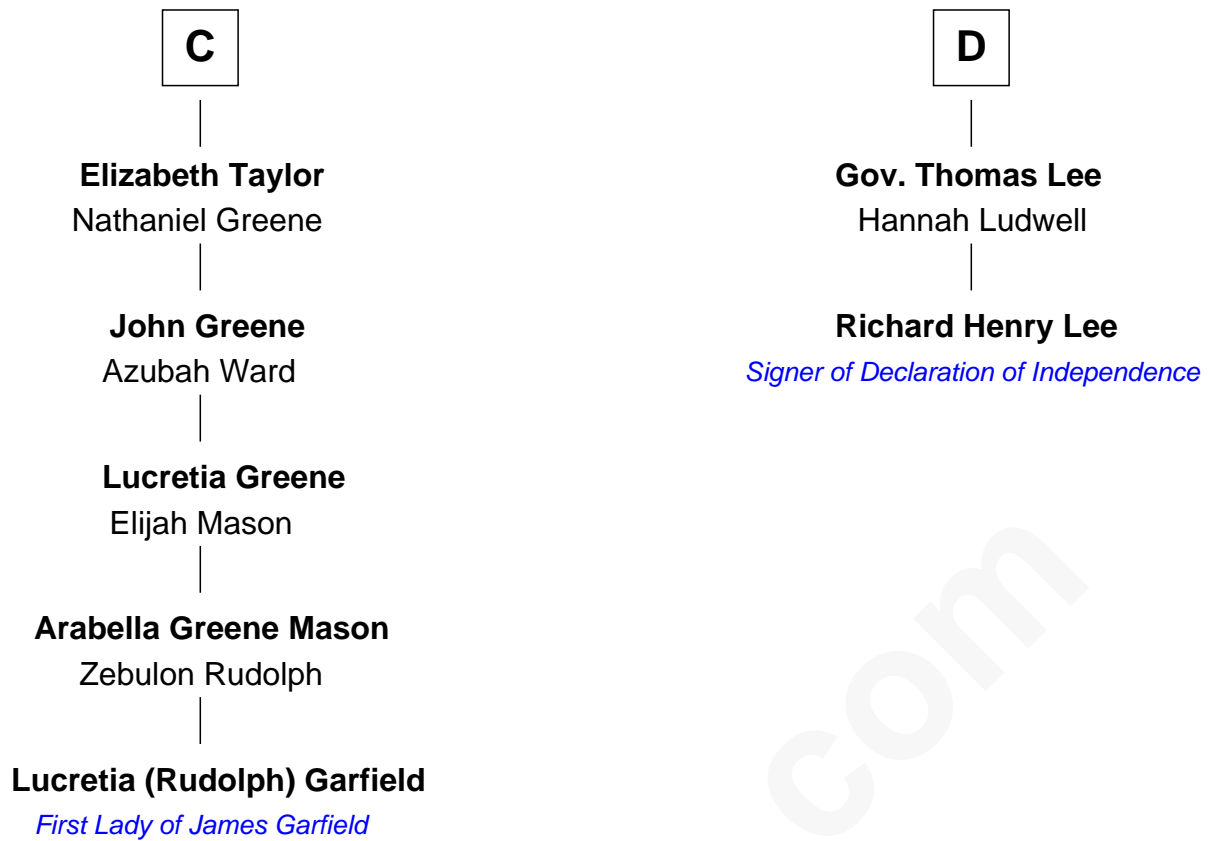 C
Elizabeth Taylor
Nathaniel Greene
John Greene
Azubah Ward
Lucretia Greene
Elijah Mason
Arabella Greene Mason
Zebulon Rudolph
Lucretia (Rudolph) Garfield
First Lady of James Garfield
D
Gov. Thomas Lee
Hannah Ludwell
Richard Henry Lee
Signer of Declaration of Independence
com